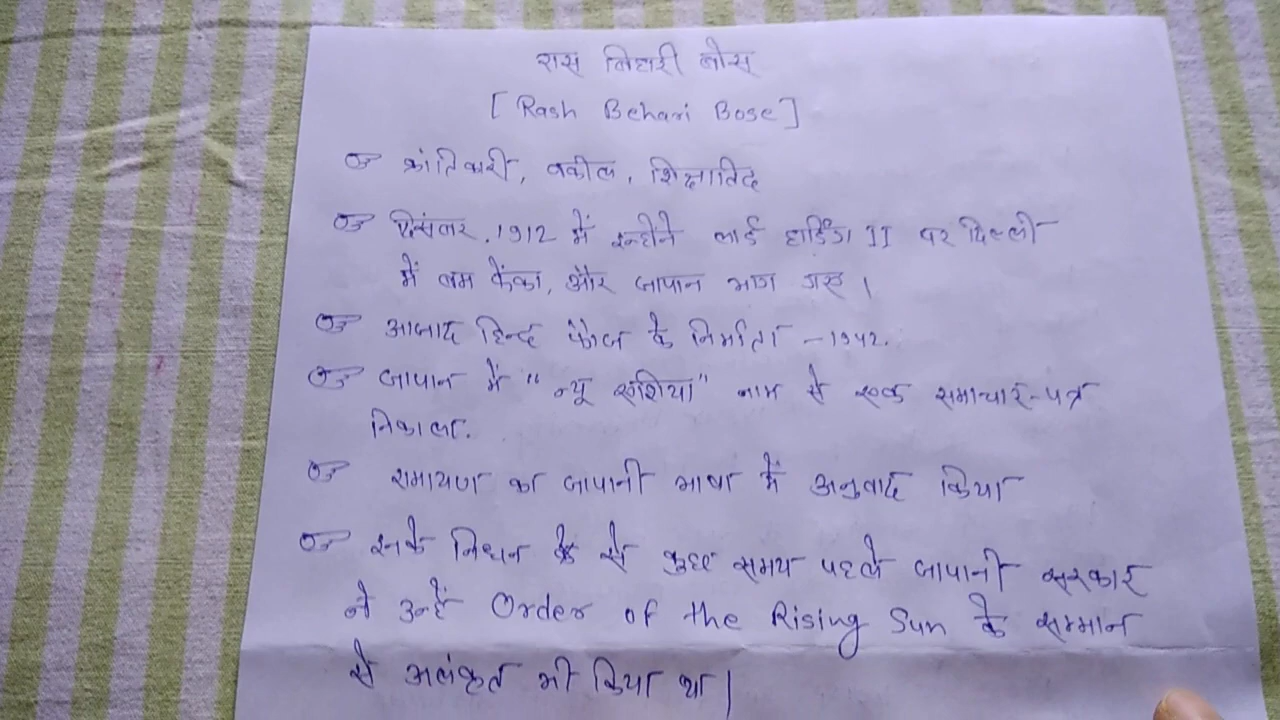 रास बिहारी बोस
[Rash Behari Bose]
☞ क्रांतिकारी, वकील, शिक्षाविद
☞ दिसंबर, 1912 में इन्होंने लार्ड हार्डिंग II पर दिल्ली
में बम फेंका, और जापान भाग गए।
☞ आजाद हिन्द फौज के निर्माता - 1942.
☞ जापान में "न्यू एशिया" नाम से एक समाचार-पत्र
निकाला.
☞ रामायण का जापानी भाषा में अनुवाद किया
☞ इनके निधन से कुछ समय पहले जापानी सरकार
ने उन्हें Order of the Rising Sun के सम्मान
से अलंकृत भी किया था|